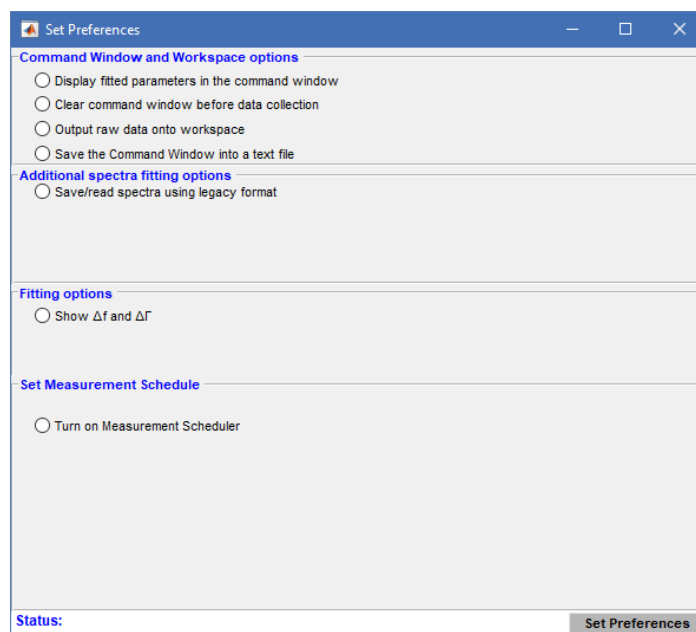 Set Preferences
Command Window and Workspace options
Display fitted parameters in the command window
Clear command window before data collection
Output raw data onto workspace
Save the Command Window into a text file
Additional spectra fitting options
Save/read spectra using legacy format
Fitting options
Show Δf and ΔΓ
Set Measurement Schedule
Turn on Measurement Scheduler
Status:
Set Preferences